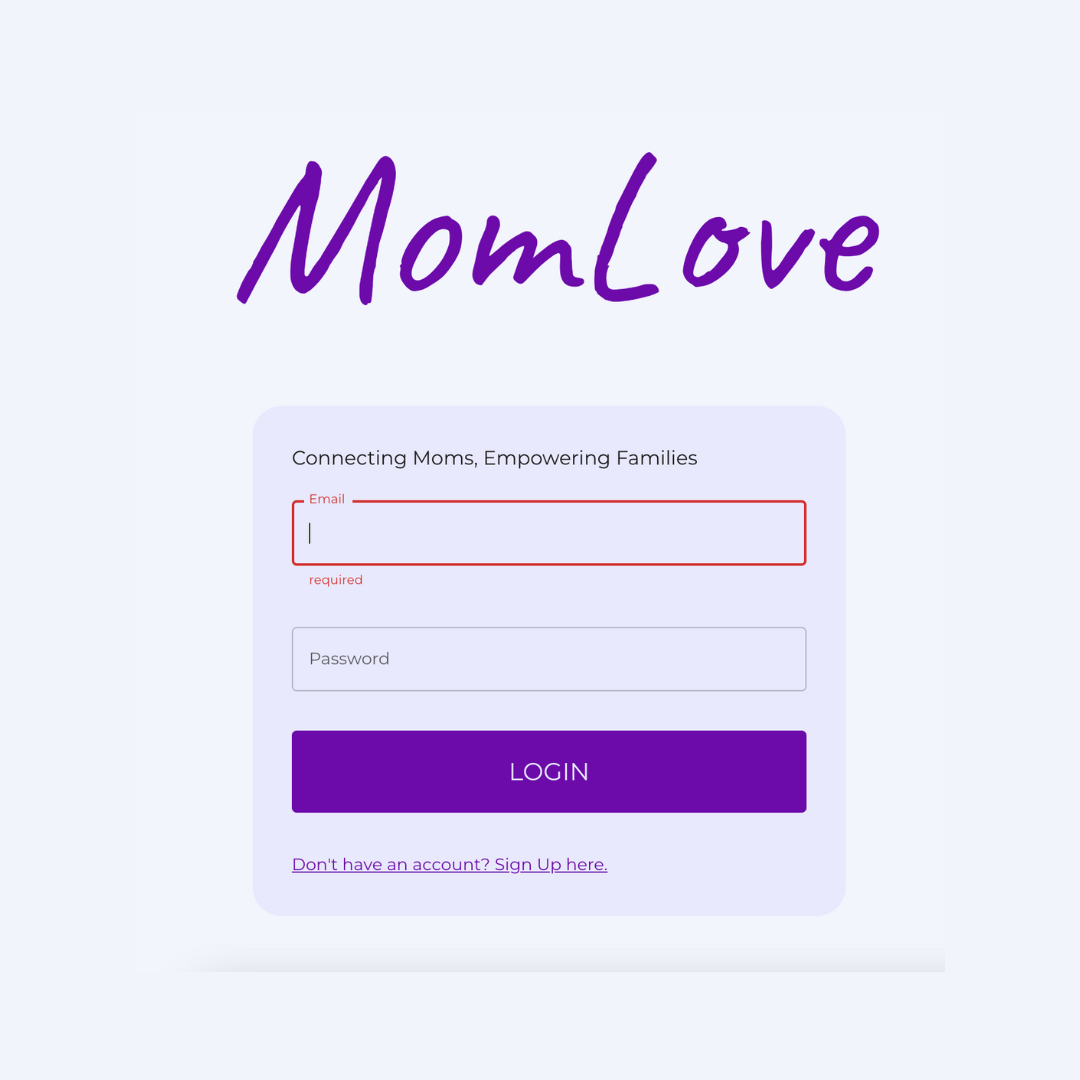 MomLove
Connecting Moms, Empowering Families
Email
required
Password
LOGIN
Don't have an account? Sign Up here.